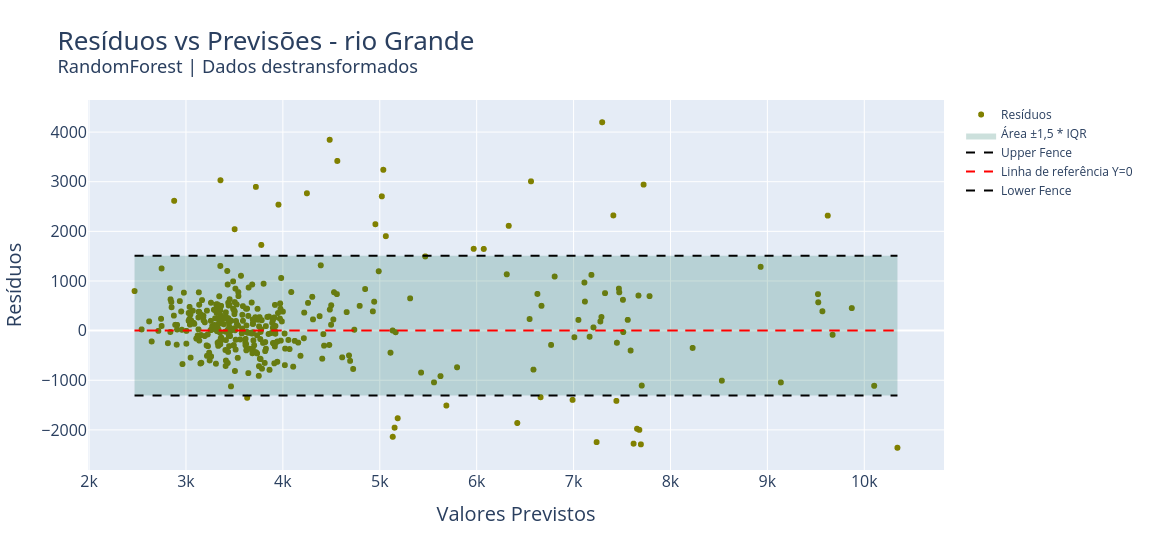 Resíduos vs Previsões - rio Grande
RandomForest | Dados destransformados
Resíduos
4000
3000
2000
1000
0
−1000
−2000
2k
3k
4k
5k
6k
7k
8k
9k
10k
Valores Previstos
Resíduos
Área ±1,5 * IQR
Upper Fence
Linha de referência Y=0
Lower Fence